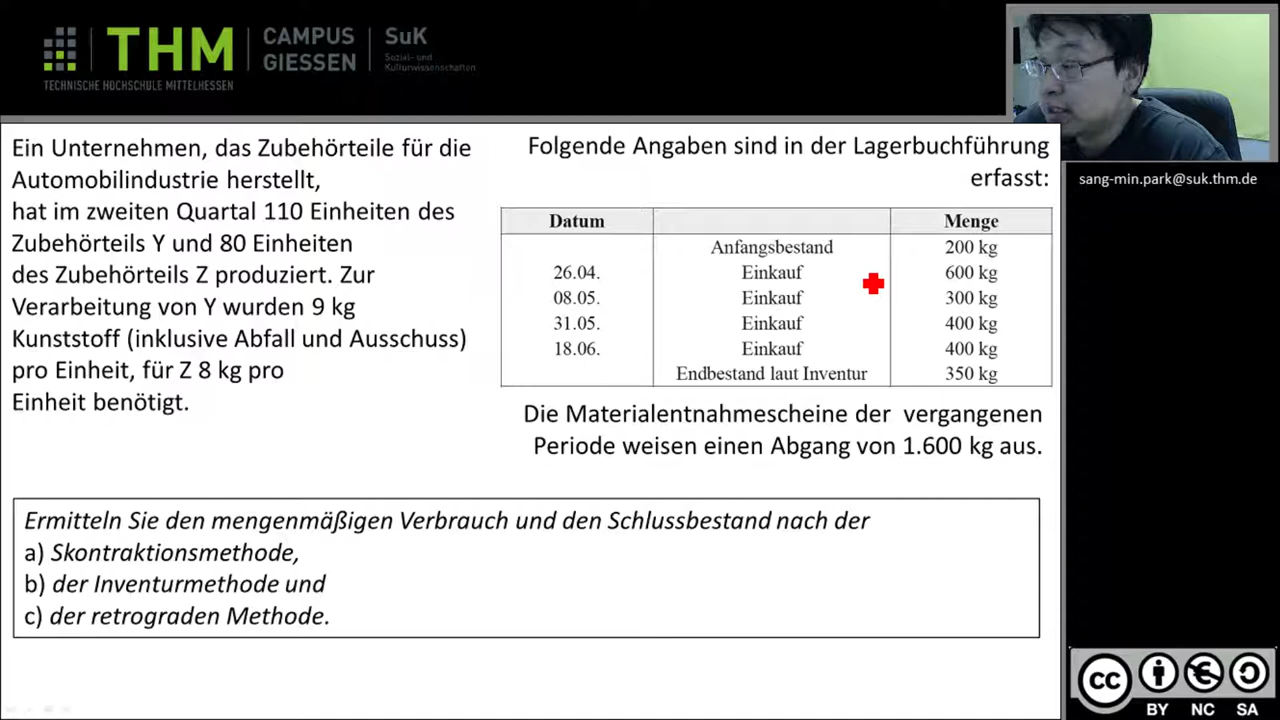 THM
TECHNISCHE HOCHSCHULE MITTELHESSEN
CAMPUS
GIESSEN
SuK
Sozial- und
Kulturwissenschaften
sang-min.park@suk.thm.de
Ein Unternehmen, das Zubehörteile für die
Automobilindustrie herstellt,
hat im zweiten Quartal 110 Einheiten des
Zubehörteils Y und 80 Einheiten
des Zubehörteils Z produziert. Zur
Verarbeitung von Y wurden 9 kg
Kunststoff (inklusive Abfall und Ausschuss)
pro Einheit, für Z 8 kg pro
Einheit benötigt.
Folgende Angaben sind in der Lagerbuchführung
erfasst:
Datum Menge
Anfangsbestand 200 kg
26.04. Einkauf 600 kg
08.05. Einkauf 300 kg
31.05. Einkauf 400 kg
18.06. Einkauf 400 kg
Endbestand laut Inventur 350 kg
Die Materialentnahmescheine der vergangenen
Periode weisen einen Abgang von 1.600 kg aus.
Ermitteln Sie den mengenmäßigen Verbrauch und den Schlussbestand nach der
a) Skontraktionsmethode,
b) der Inventurmethode und
c) der retrograden Methode.
CC
BY NC SA